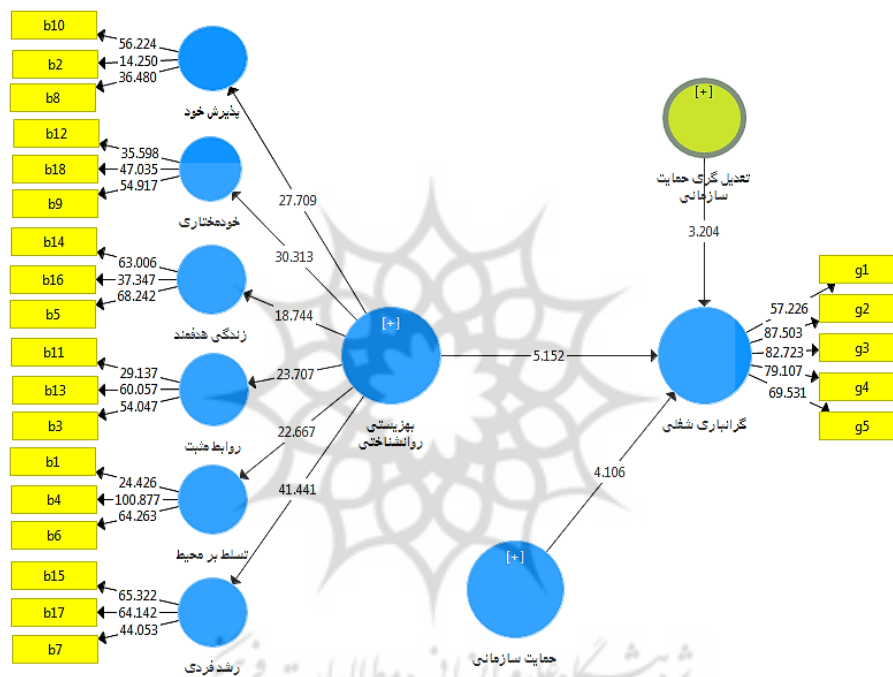 b10
56.224
b2
14.250
36.480
b8
پذیرش خود
b12
35.598
b18
47.035
54.917
b9
خودمختاری
b14
63.006
b16
37.347
68.242
b5
زندگی هدفمند
b11
29.137
b13
60.057
54.047
b3
روابط مثبت
b1
24.426
b4
100.877
64.263
b6
تسلط بر محیط
b15
65.322
b17
64.142
44.053
b7
رشد فردی
27.709
30.313
18.744
23.707
22.667
41.441
[+]
بهزیستی
روانشناختی
5.152
[+]
تعدیل گری حمایت
سازمانی
3.204
گرانباری شغلی
4.106
[+]
حمایت سازمانی
57.226
g1
87.503
g2
82.723
g3
79.107
g4
69.531
g5